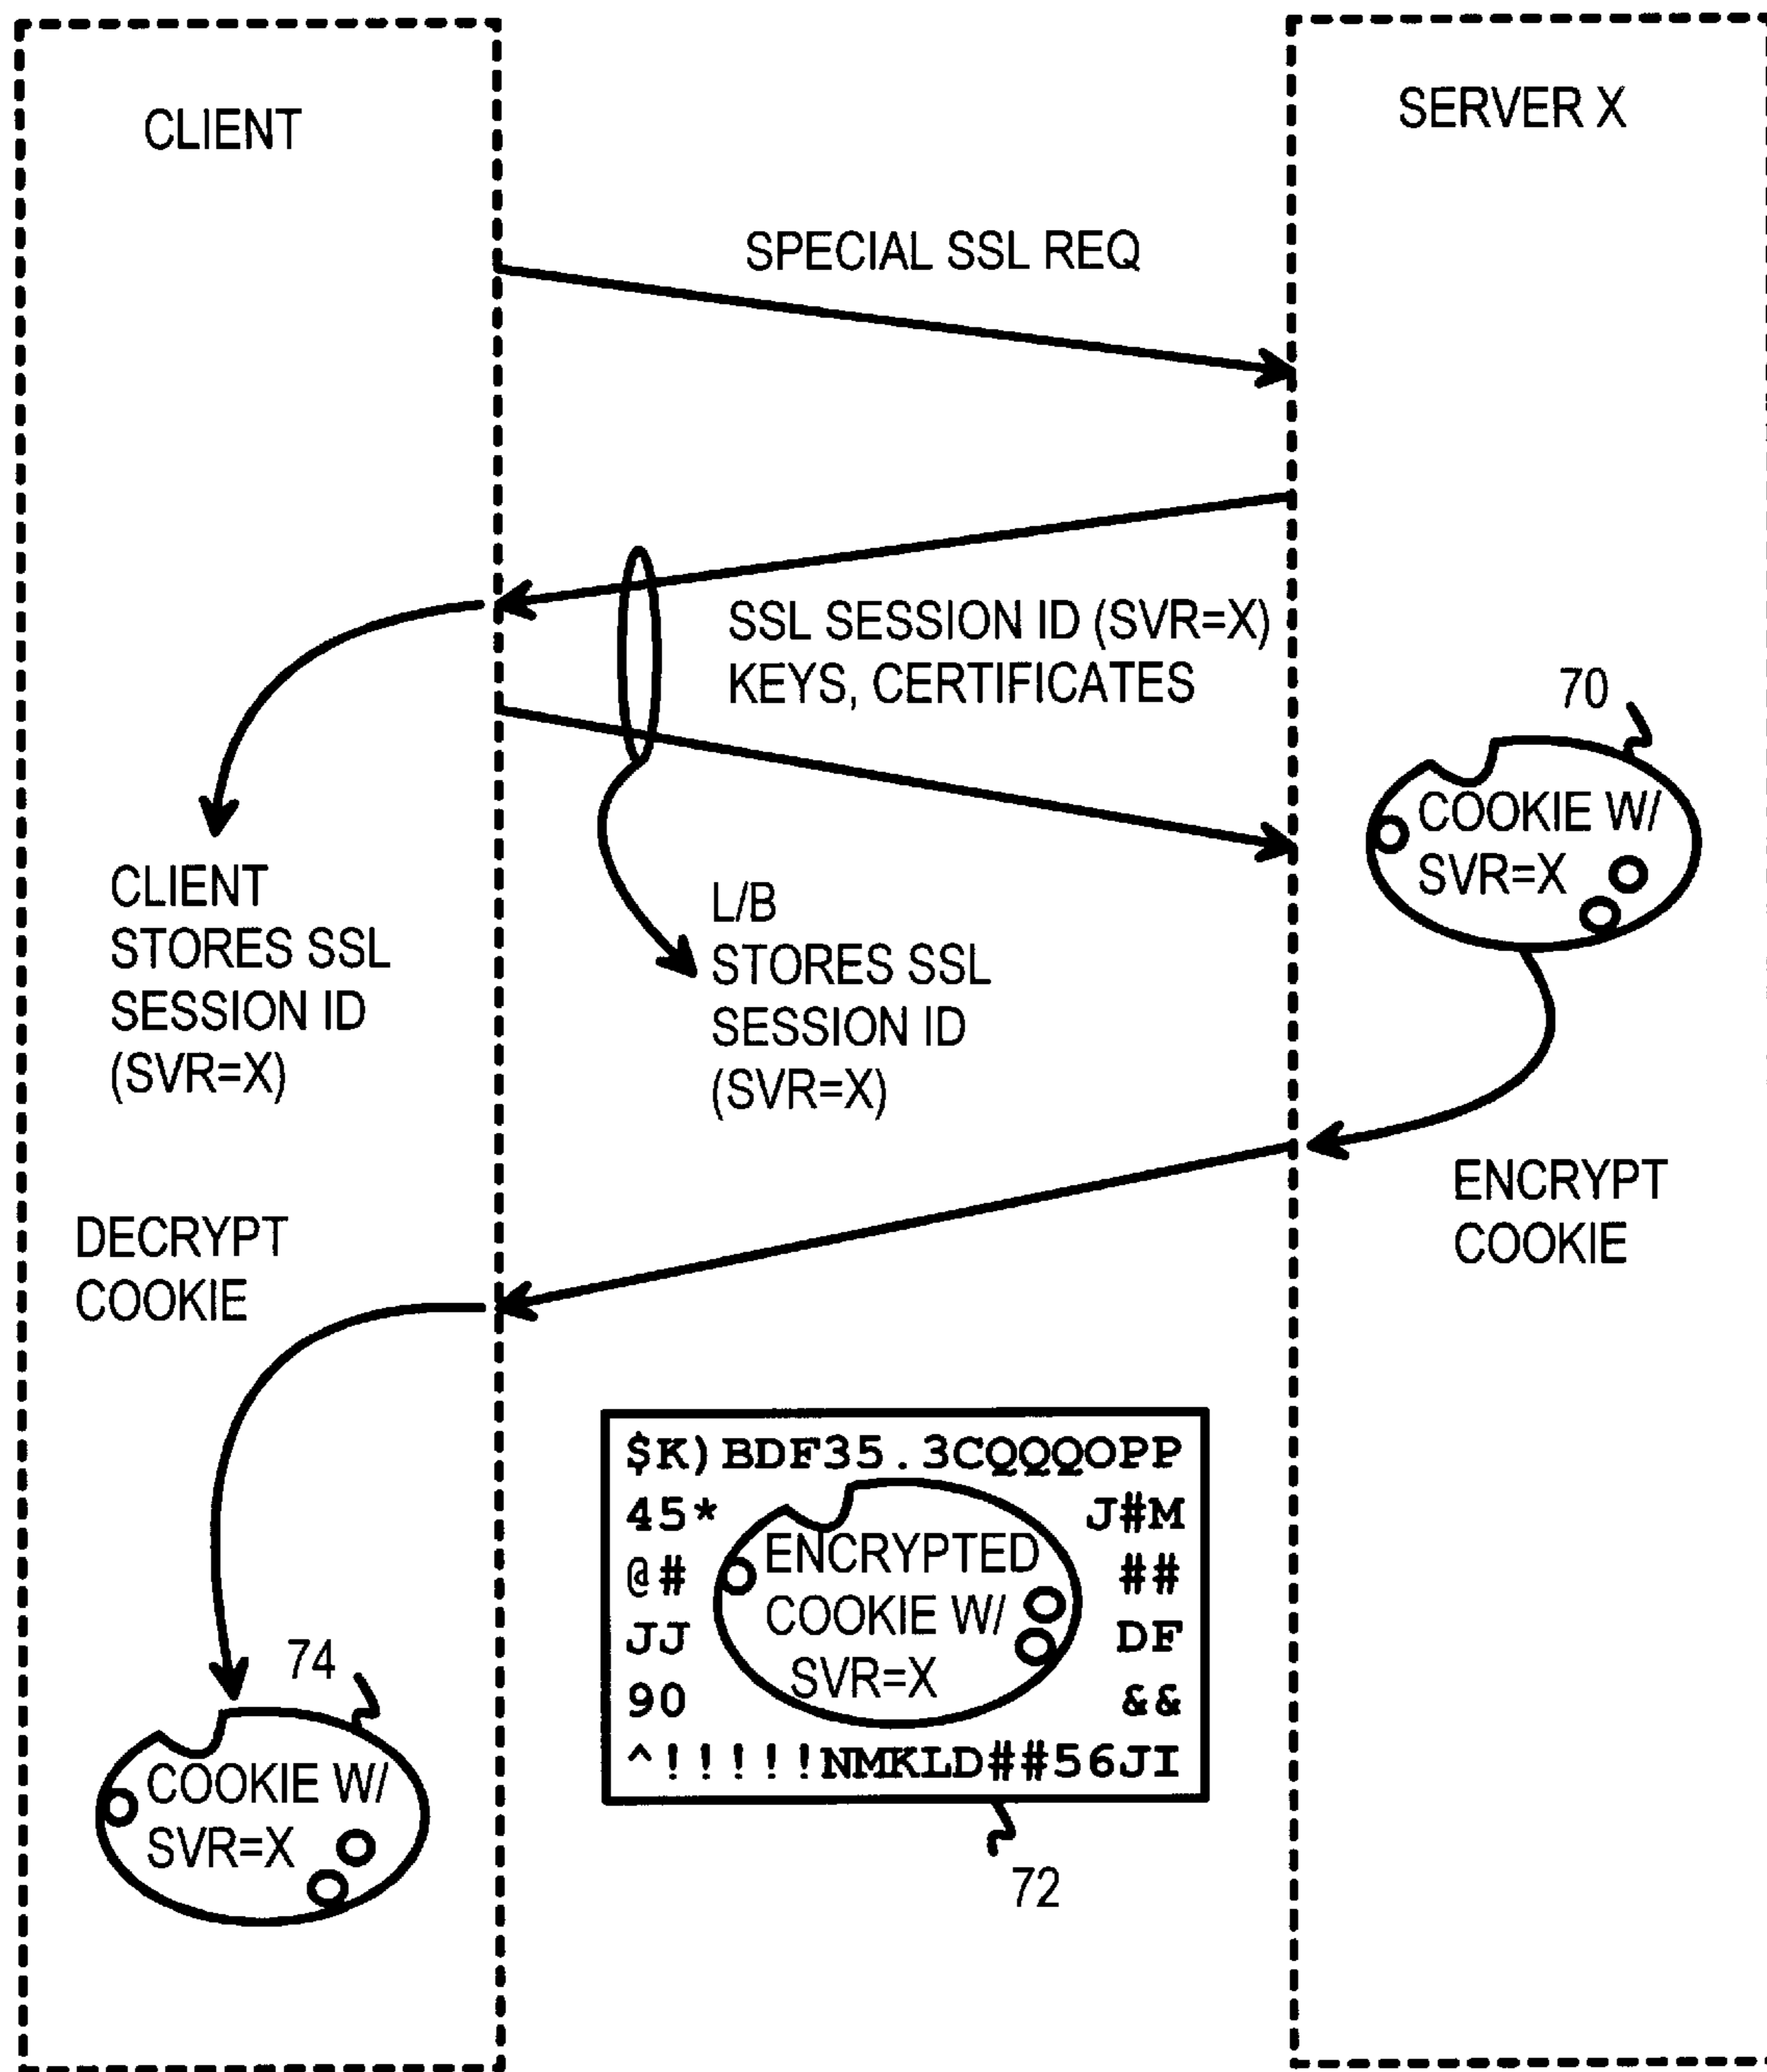 CLIENT
SERVER X
SPECIAL SSL REQ
SSL SESSION ID (SVR=X)
KEYS, CERTIFICATES
70
COOKIE W/
SVR=X
CLIENT
STORES SSL
SESSION ID
(SVR=X)
L/B
STORES SSL
SESSION ID
(SVR=X)
ENCRYPT
COOKIE
DECRYPT
COOKIE
$K)BDF35.3CQQQOPP
45* J#M
@# ##
JJ DF
90 &&
^!!!!!NMKLD##56JI
ENCRYPTED
COOKIE W/
SVR=X
72
74
COOKIE W/
SVR=X